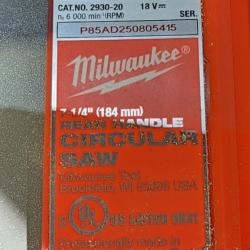 CAT.NO. 2930-20 18 V⎓
n₀ 6 000 min⁻¹(RPM) SER.
P85AD250805415
Milwaukee
7-1/4" (184 mm)
REAR HANDLE
CIRCULAR
SAW
Milwaukee Tool
Brookfield, WI 53005 USA
UL
US LISTED